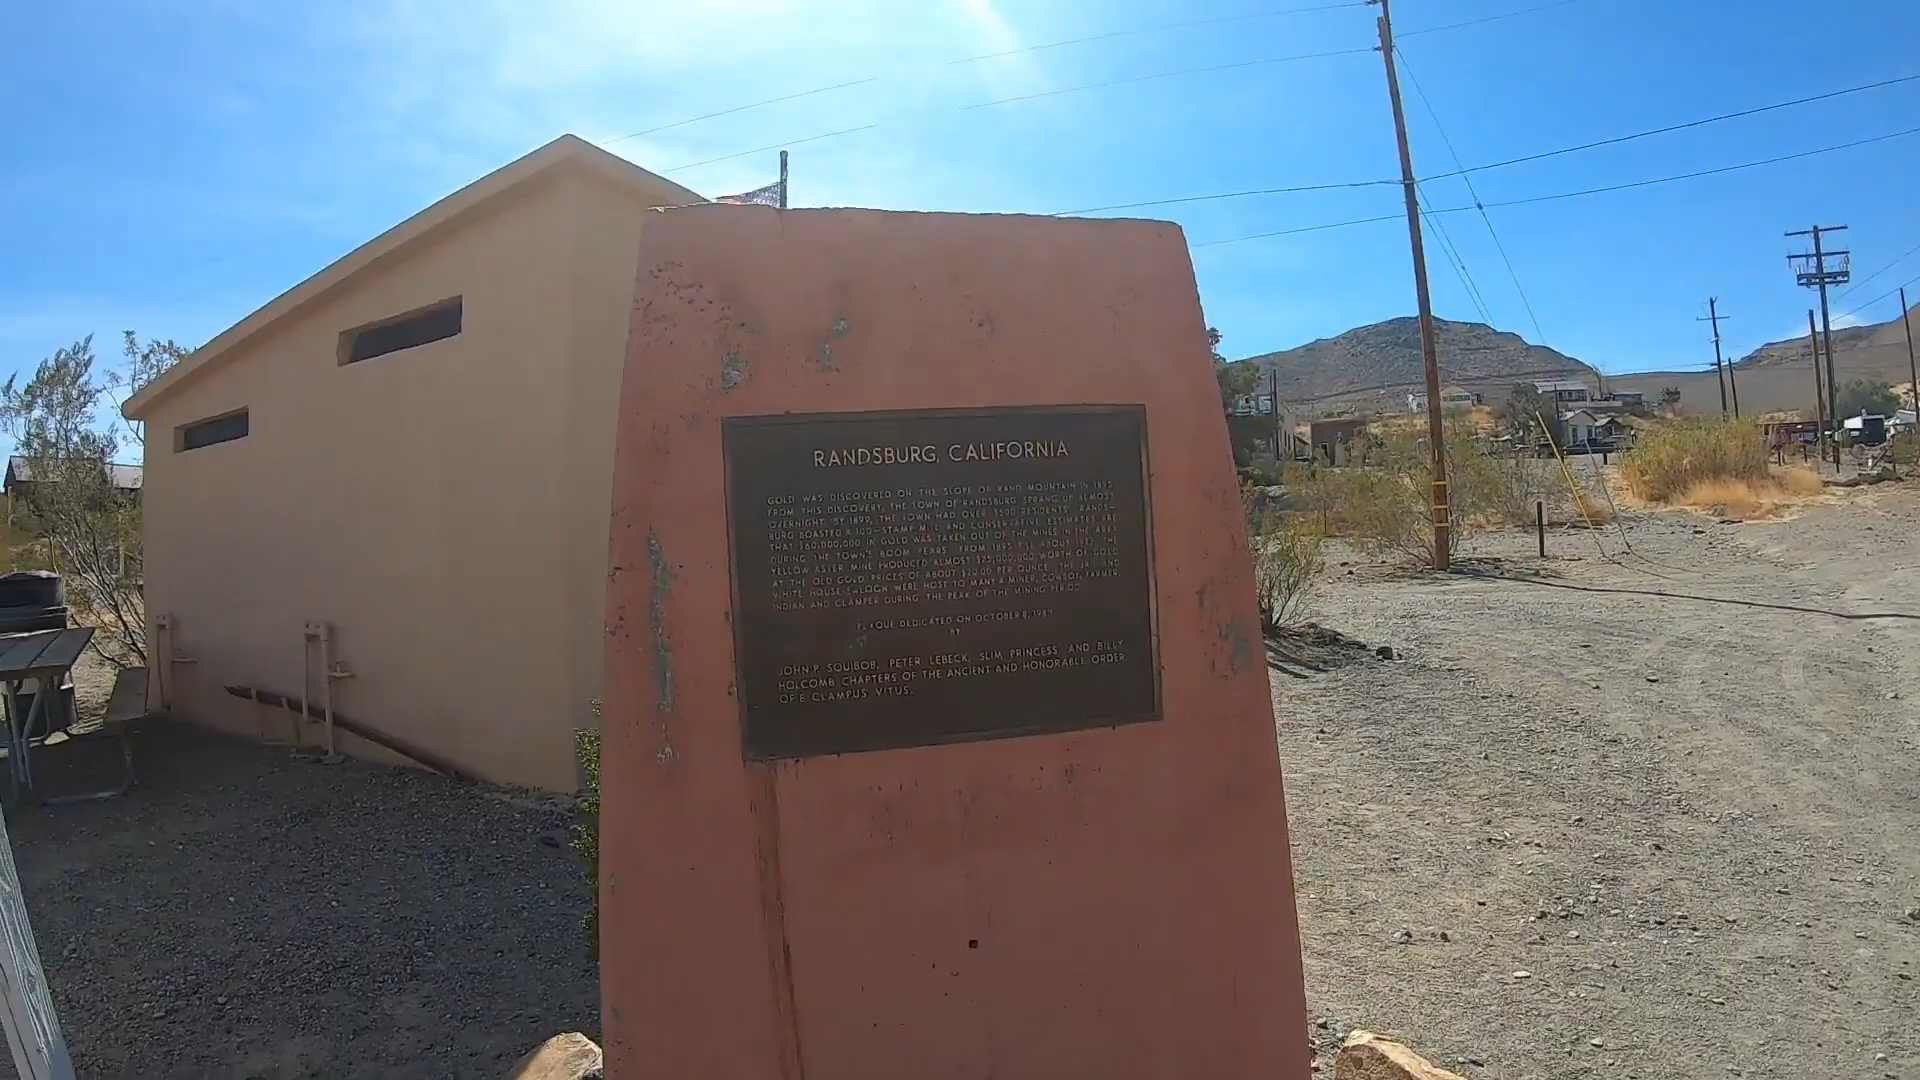 RANDSBURG, CALIFORNIA
GOLD WAS DISCOVERED ON THE SLOPE OF RAND MOUNTAIN IN 1895.
FROM THIS DISCOVERY, THE TOWN OF RANDSBURG SPRANG UP ALMOST
OVERNIGHT. BY 1899, THE TOWN HAD OVER 3500 RESIDENTS. RANDS-
BURG BOASTED A 100-STAMP MILL AND CONSERVATIVE ESTIMATES ARE
THAT $60,000,000 IN GOLD WAS TAKEN OUT OF THE MINES IN THE AREA
DURING THE TOWN'S BOOM YEARS. FROM 1895 TILL ABOUT THE
YELLOW ASTER MINE PRODUCED ALMOST $25,000,000 WORTH OF GOLD
AT THE OLD GOLD PRICES OF ABOUT $20.00 PER OUNCE. THE JAIL AND
WHITE HOUSE SALOON WERE HOST TO MANY A MINER, COWBOY, FARMER,
INDIAN AND CLAMPER DURING THE PEAK OF THE MINING PERIOD.
PLAQUE DEDICATED ON OCTOBER 8, 1989
BY
JOHN P. SQUIBOB, PETER LEBECK, SLIM PRINCESS AND BILLY
HOLCOMB CHAPTERS OF THE ANCIENT AND HONORABLE ORDER
OF E CLAMPUS VITUS.